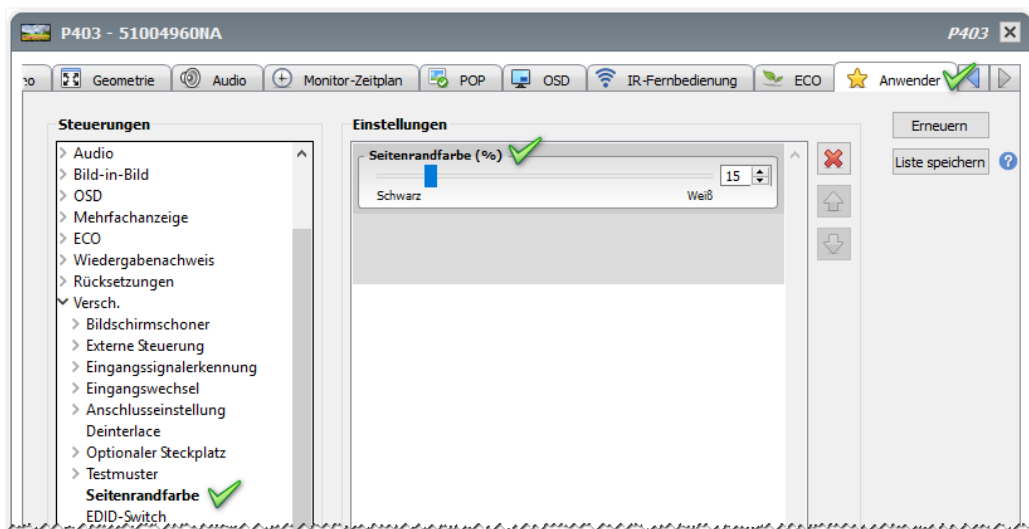 P403 - 51004960NA
P403
eo
Geometrie
Audio
Monitor-Zeitplan
POP
OSD
IR-Fernbedienung
ECO
Anwender
Steuerungen
Audio
Bild-in-Bild
OSD
Mehrfachanzeige
ECO
Wiedergabenachweis
Rücksetzungen
Versch.
Bildschirmschoner
Externe Steuerung
Eingangssignalerkennung
Eingangswechsel
Anschlusseinstellung
Deinterlace
Optionaler Steckplatz
Testmuster
Seitenrandfarbe
EDID-Switch
Einstellungen
Seitenrandfarbe (%)
15
Schwarz
Weiß
Erneuern
Liste speichern